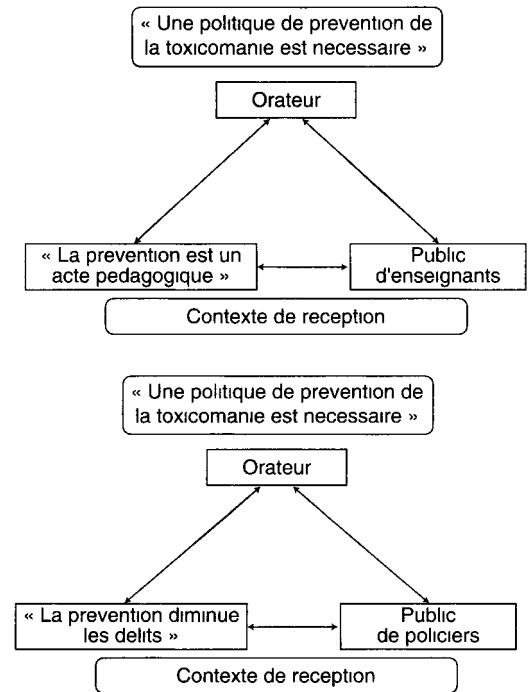 « Une politique de prevention de
la toxicomanie est necessaire »
Orateur
« La prevention est un
acte pedagogique »
Public
d'enseignants
Contexte de reception
« Une politique de prevention de
la toxicomanie est necessaire »
Orateur
« La prevention diminue
les delits »
Public
de policiers
Contexte de reception